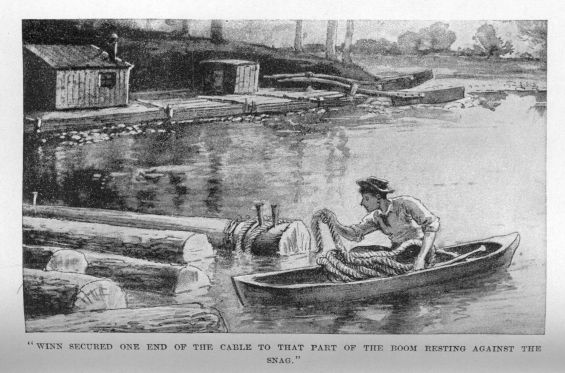 "WINN SECURED ONE END OF THE CABLE TO THAT PART OF THE BOOM RESTING AGAINST THE
SNAG."